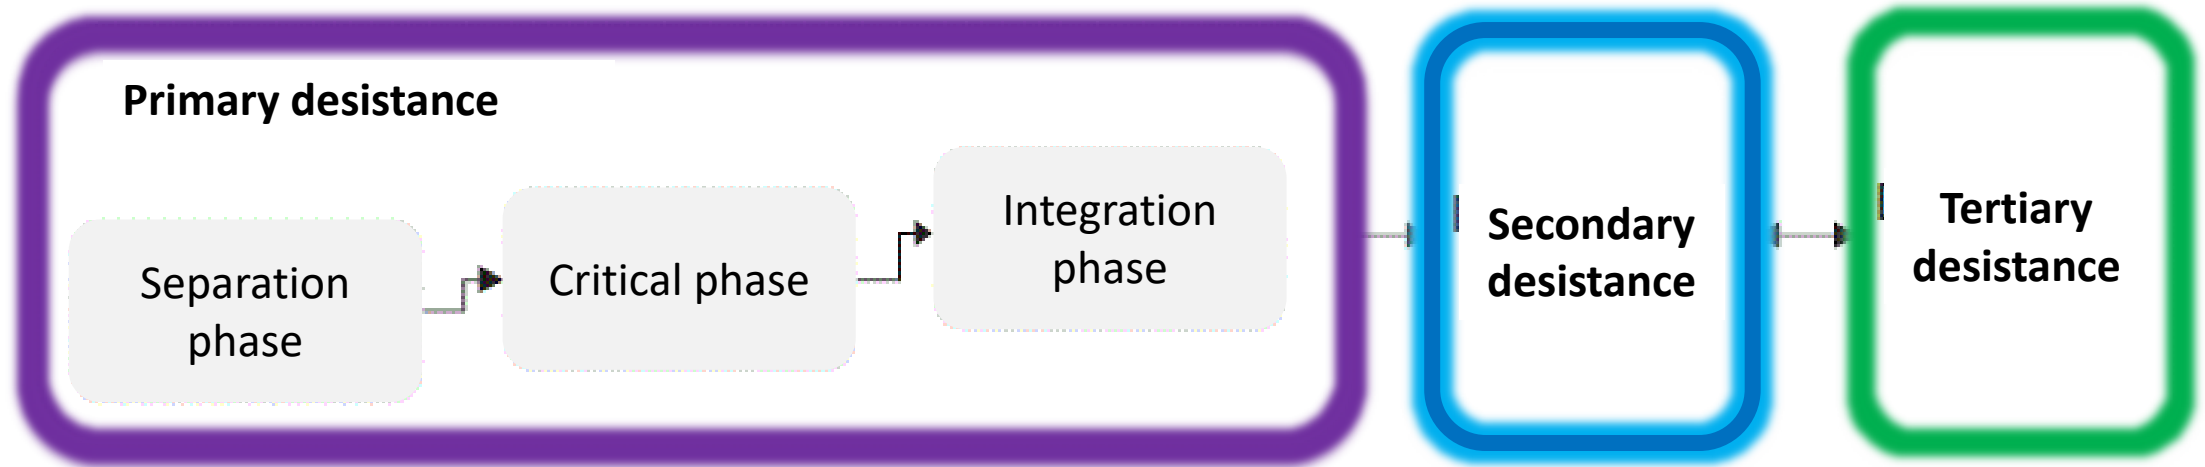 Primary desistance
Separation
phase
Critical phase
Integration
phase
Secondary
desistance
Tertiary
desistance